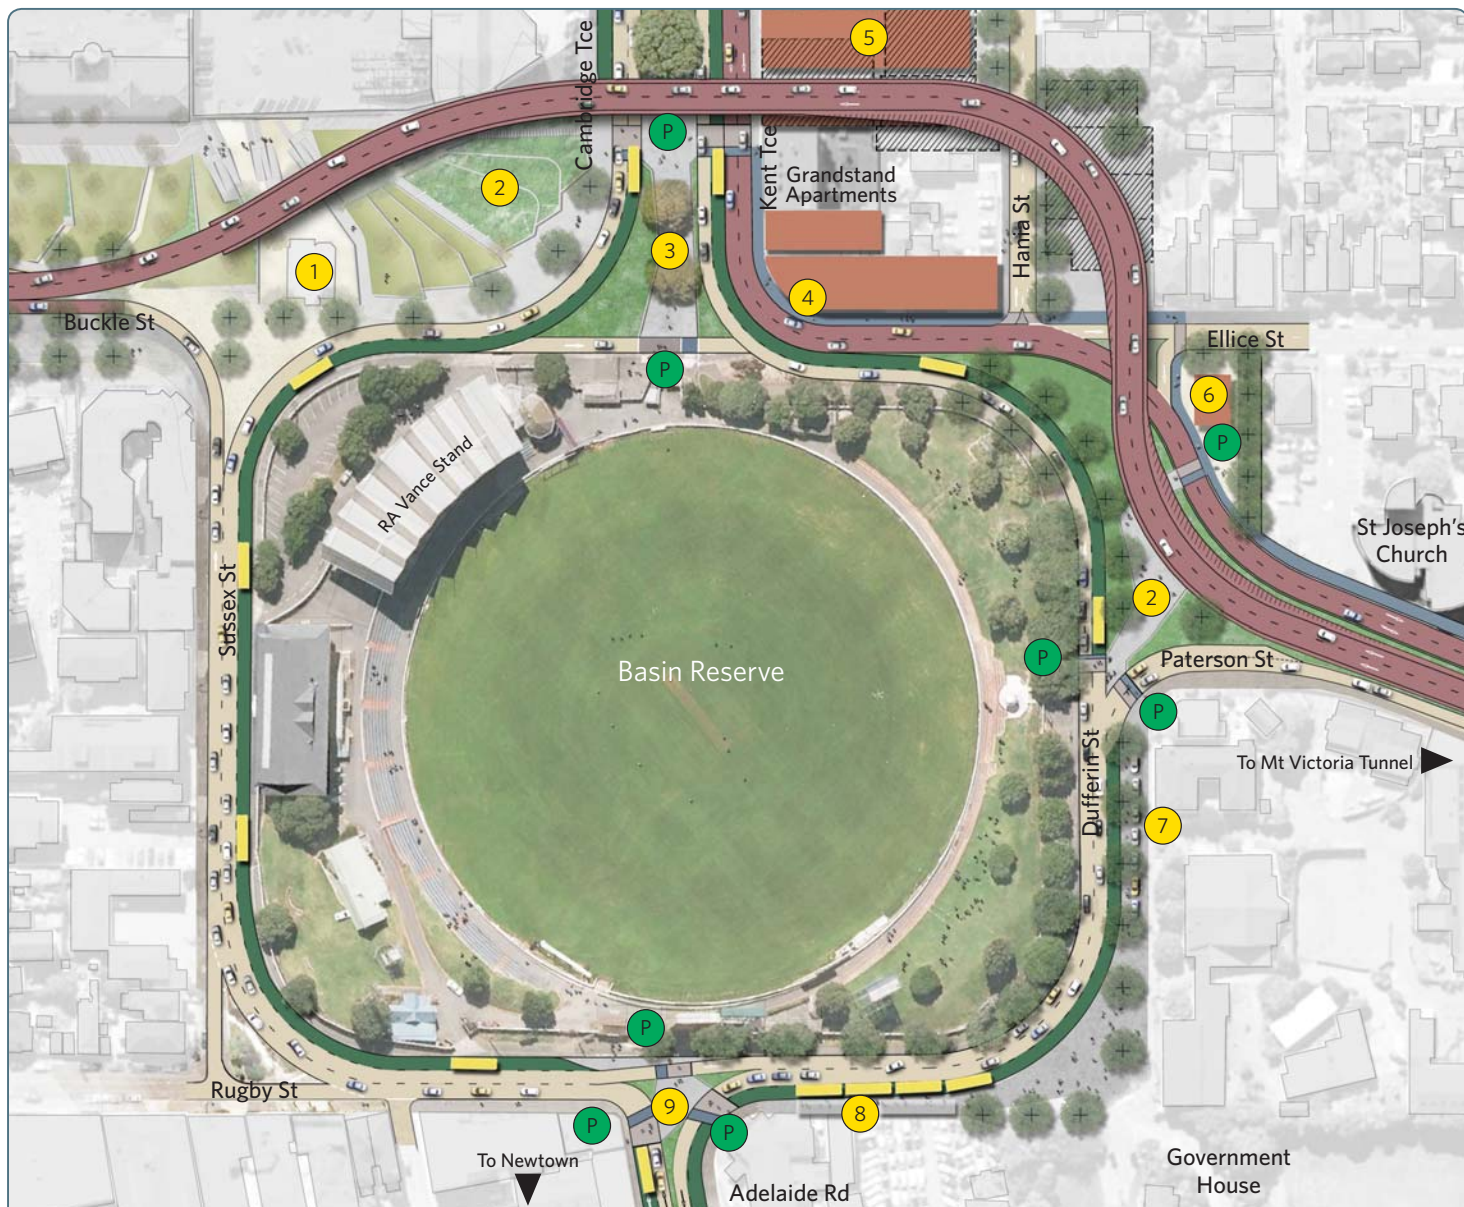 5
Cambridge Tce
P
Kent Tce
2
Grandstand
Apartments
Hania St
3
1
4
Buckle St
Ellice St
P
6
P
RA Vance Stand
St Joseph's
Church
Sussex St
2
P
Basin Reserve
Paterson St
P
Dufferin St
To Mt Victoria Tunnel
7
P
Rugby St
9
8
P
P
To Newtown
Government
House
Adelaide Rd